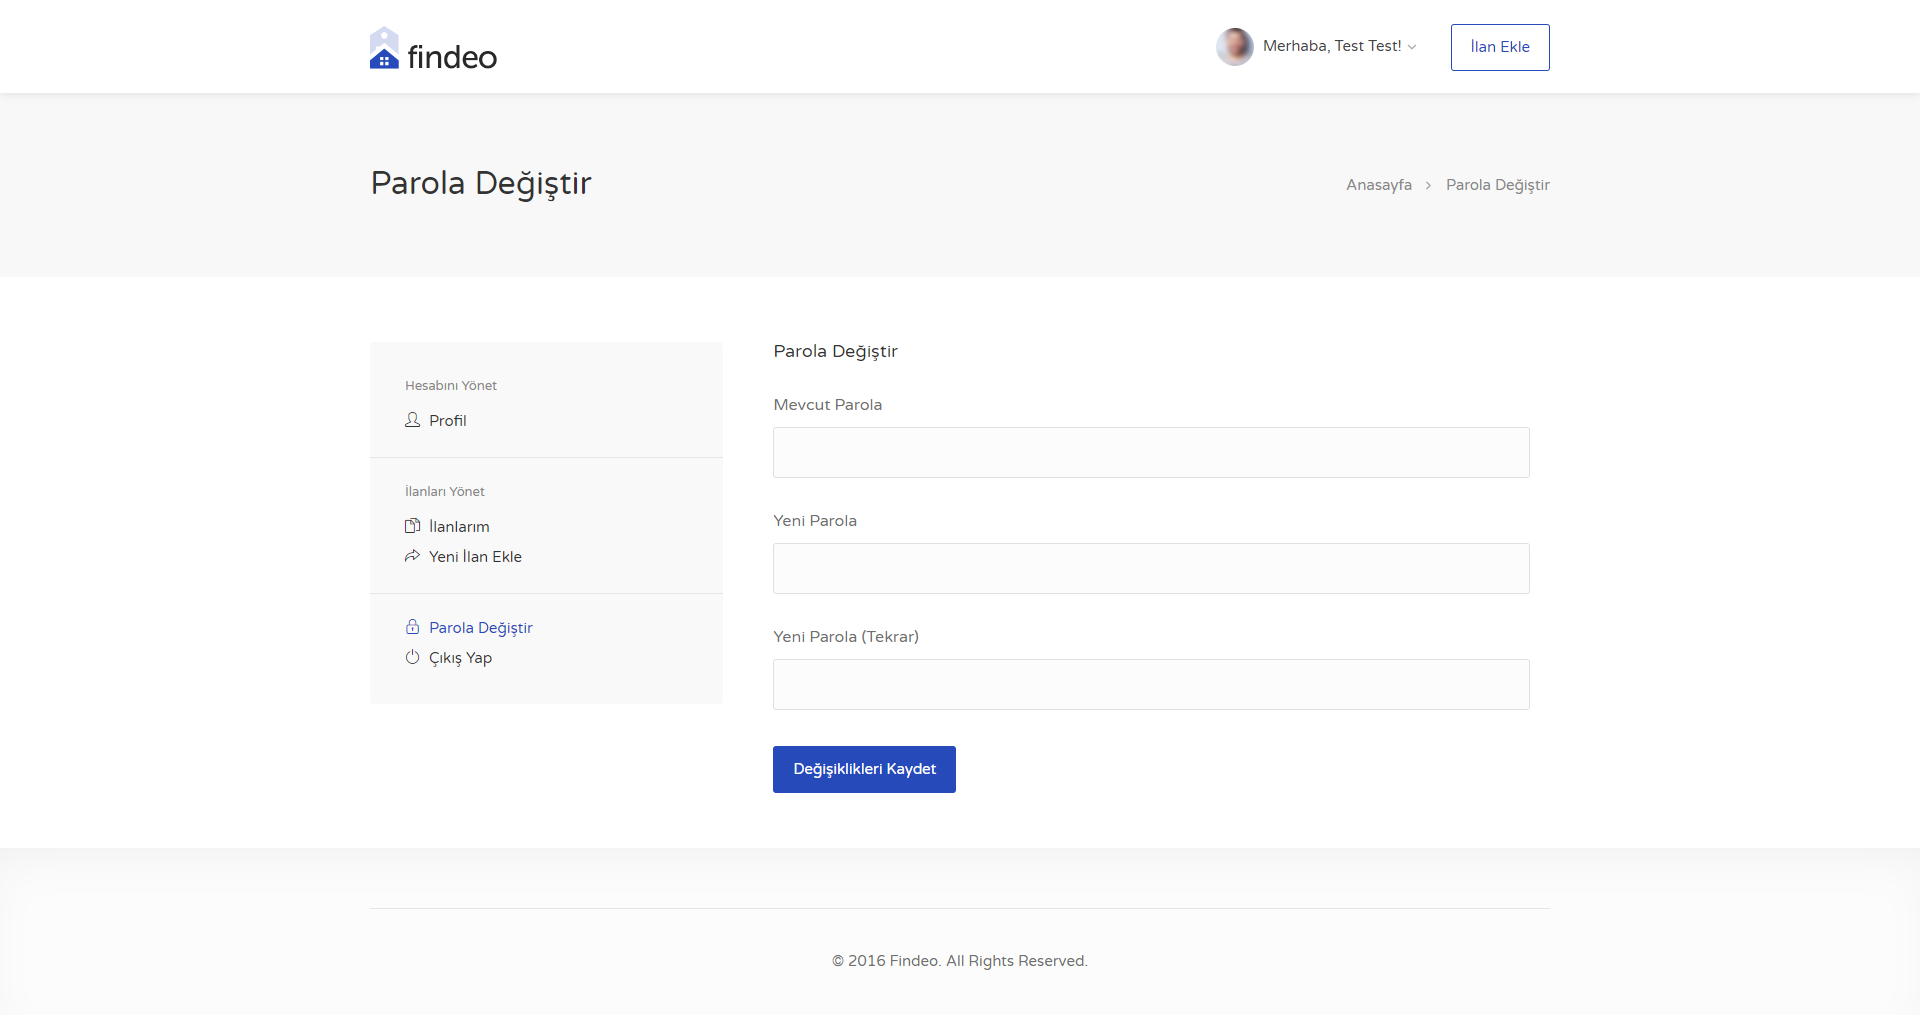 findeo
Merhaba, Test Test!
İlan Ekle
Parola Değiştir
Anasayfa
Parola Değiştir
Hesabını Yönet
Profil
İlanları Yönet
İlanlarım
Yeni İlan Ekle
Parola Değiştir
Çıkış Yap
Parola Değiştir
Mevcut Parola
Yeni Parola
Yeni Parola (Tekrar)
Değişiklikleri Kaydet
© 2016 Findeo. All Rights Reserved.